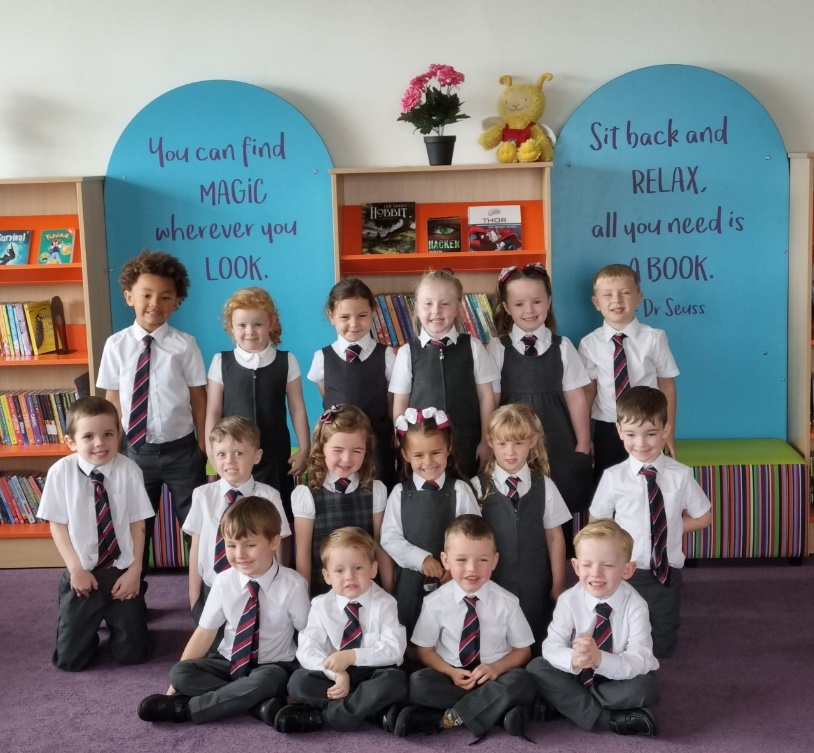 You can find
MAGIC
wherever you
LOOK.
Sit back and
RELAX,
all you need is
A BOOK.
Dr Seuss
HOBBIT
HACKER
THOR
Survival
POKÉMON